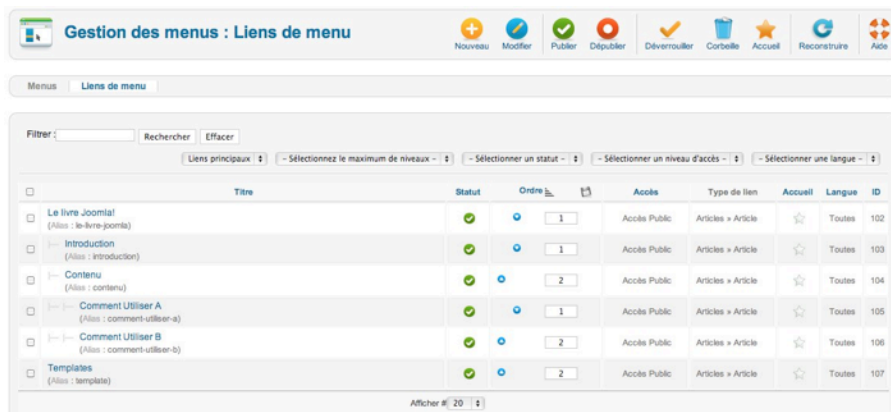 Gestion des menus : Liens de menu
Nouveau Modifier Publier Dépublier Déverrouiller Corbeille Accueil Reconstruire Aide
Menus Liens de menu
Filtrer : Rechercher Effacer
Liens principaux - Sélectionnez le maximum de niveaux - - Sélectionner un statut - - Sélectionner un niveau d'accès - - Sélectionner une langue -
Titre Statut Ordre Accès Type de lien Accueil Langue ID
Le livre Joomla! 1 Accès Public Articles » Article Toutes 102
(Alias : le-livre-joomla)
Introduction 1 Accès Public Articles » Article Toutes 103
(Alias : introduction)
Contenu 2 Accès Public Articles » Article Toutes 104
(Alias : contenu)
Comment Utiliser A 1 Accès Public Articles » Article Toutes 105
(Alias : comment-utiliser-a)
Comment Utiliser B 2 Accès Public Articles » Article Toutes 106
(Alias : comment-utiliser-b)
Templates 2 Accès Public Articles » Article Toutes 107
(Alias : template)
Afficher # 20